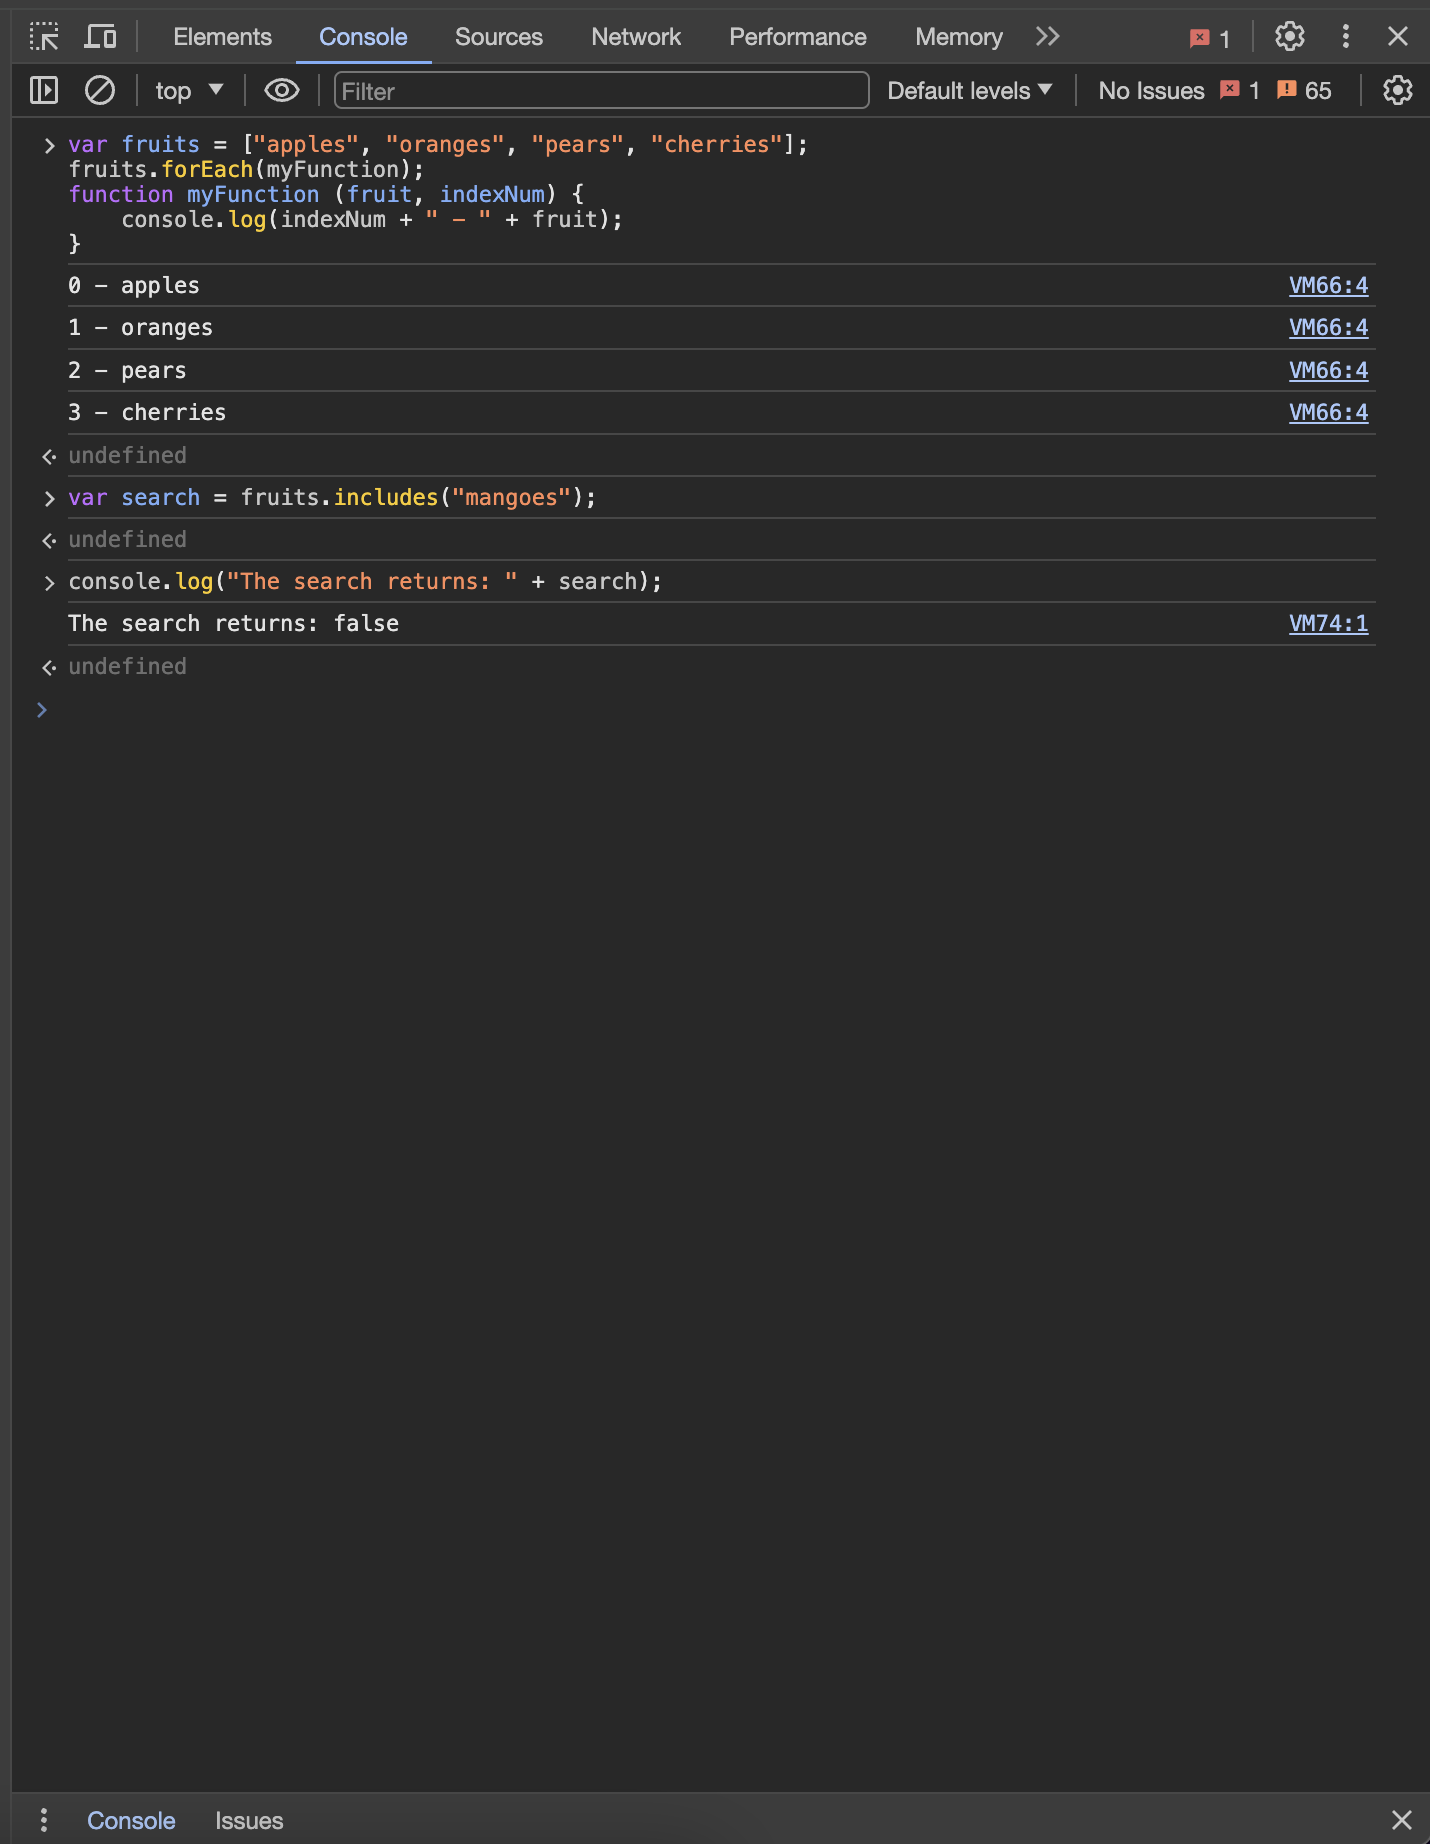 Elements Console Sources Network Performance Memory 1
top Filter Default levels No Issues 1 65
var fruits = ["apples", "oranges", "pears", "cherries"];
fruits.forEach(myFunction);
function myFunction (fruit, indexNum) {
    console.log(indexNum + " - " + fruit);
}
0 - apples VM66:4
1 - oranges VM66:4
2 - pears VM66:4
3 - cherries VM66:4
undefined
var search = fruits.includes("mangoes");
undefined
console.log("The search returns: " + search);
The search returns: false VM74:1
undefined
Console Issues